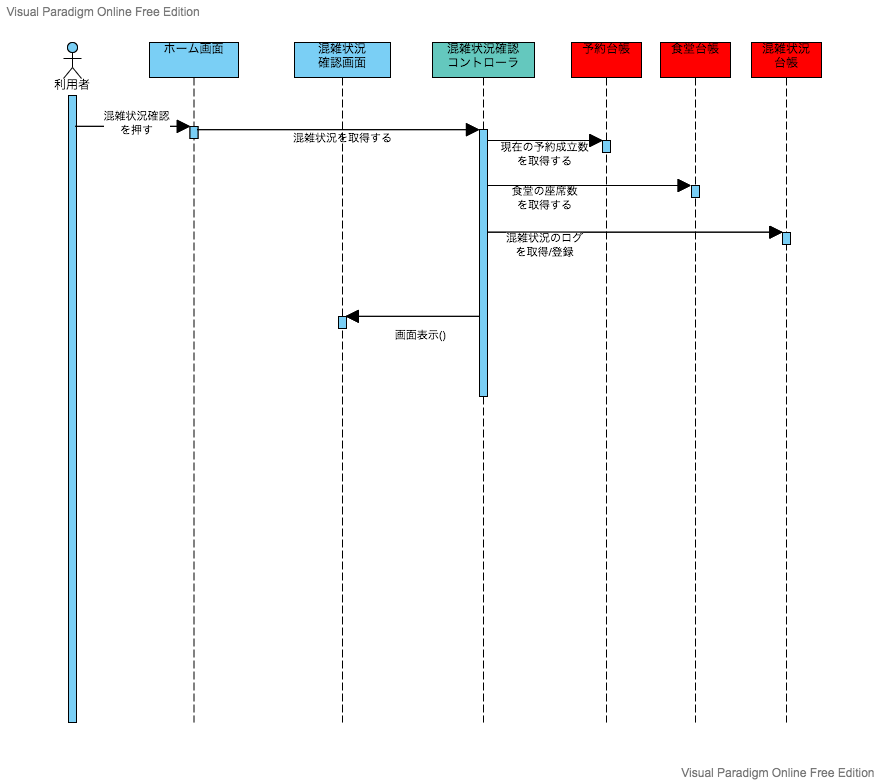 Visual Paradigm Online Free Edition
利用者
ホーム画面
混雑状況
確認画面
混雑状況確認
コントローラ
予約台帳
食堂台帳
混雑状況
台帳
混雑状況確認
を押す
混雑状況を取得する
現在の予約成立数
を取得する
食堂の座席数
を取得する
混雑状況のログ
を取得/登録
画面表示()
Visual Paradigm Online Free Edition